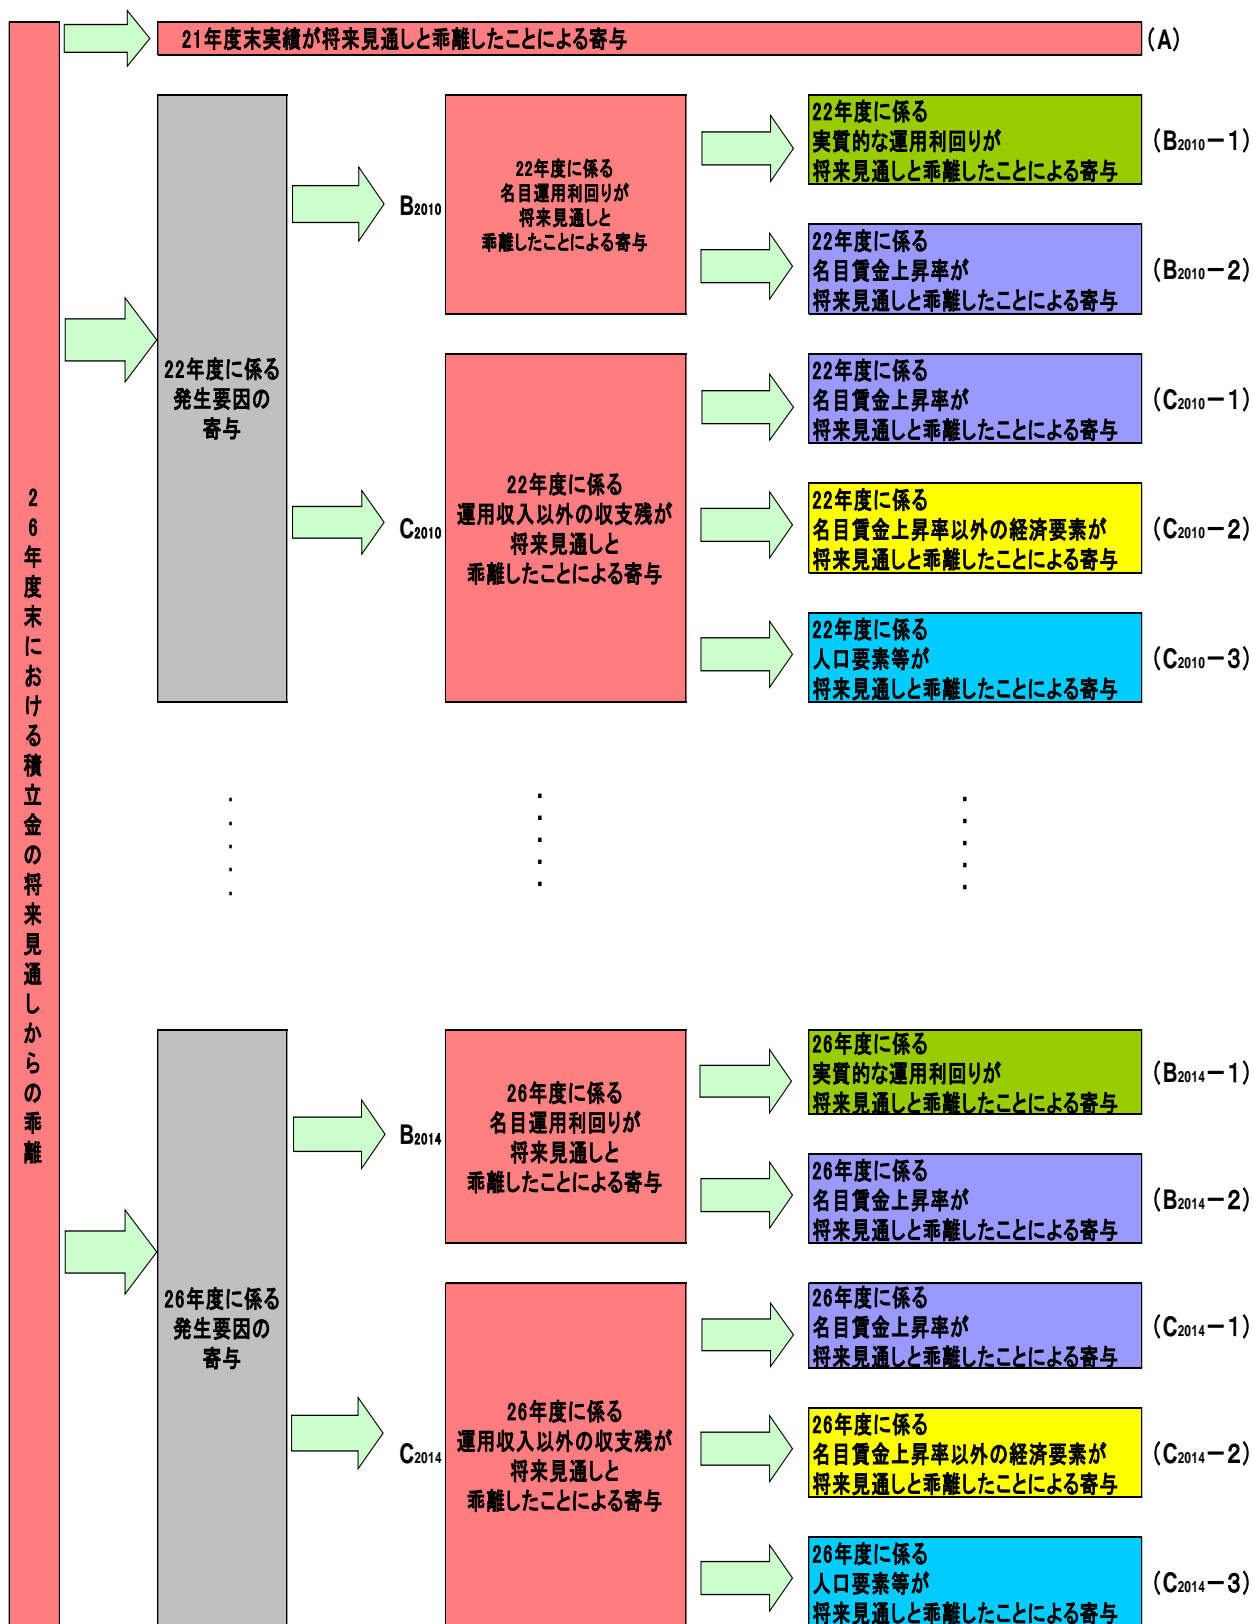 26年度末における積立金の将来見通しからの乖離
21年度末実績が将来見通しと乖離したことによる寄与
(A)
22年度に係る
発生要因の
寄与
B2010
22年度に係る
名目運用利回りが
将来見通しと
乖離したことによる寄与
22年度に係る
実質的な運用利回りが
将来見通しと乖離したことによる寄与
(B2010－1)
22年度に係る
名目賃金上昇率が
将来見通しと乖離したことによる寄与
(B2010－2)
C2010
22年度に係る
運用収入以外の収支残が
将来見通しと
乖離したことによる寄与
22年度に係る
名目賃金上昇率が
将来見通しと乖離したことによる寄与
(C2010－1)
22年度に係る
名目賃金上昇率以外の経済要素が
将来見通しと乖離したことによる寄与
(C2010－2)
22年度に係る
人口要素等が
将来見通しと乖離したことによる寄与
(C2010－3)
26年度に係る
発生要因の
寄与
B2014
26年度に係る
名目運用利回りが
将来見通しと
乖離したことによる寄与
26年度に係る
実質的な運用利回りが
将来見通しと乖離したことによる寄与
(B2014－1)
26年度に係る
名目賃金上昇率が
将来見通しと乖離したことによる寄与
(B2014－2)
C2014
26年度に係る
運用収入以外の収支残が
将来見通しと
乖離したことによる寄与
26年度に係る
名目賃金上昇率が
将来見通しと乖離したことによる寄与
(C2014－1)
26年度に係る
名目賃金上昇率以外の経済要素が
将来見通しと乖離したことによる寄与
(C2014－2)
26年度に係る
人口要素等が
将来見通しと乖離したことによる寄与
(C2014－3)